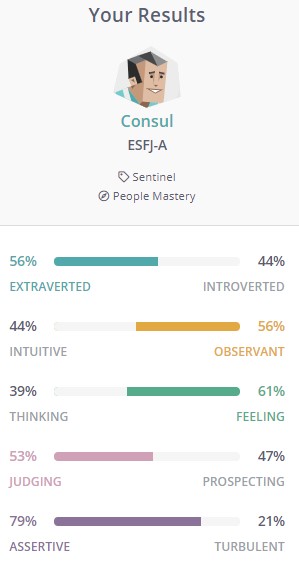 Your Results
Consul
ESFJ-A
Sentinel
People Mastery
56% 44%
EXTRAVERTED INTROVERTED
44% 56%
INTUITIVE OBSERVANT
39% 61%
THINKING FEELING
53% 47%
JUDGING PROSPECTING
79% 21%
ASSERTIVE TURBULENT